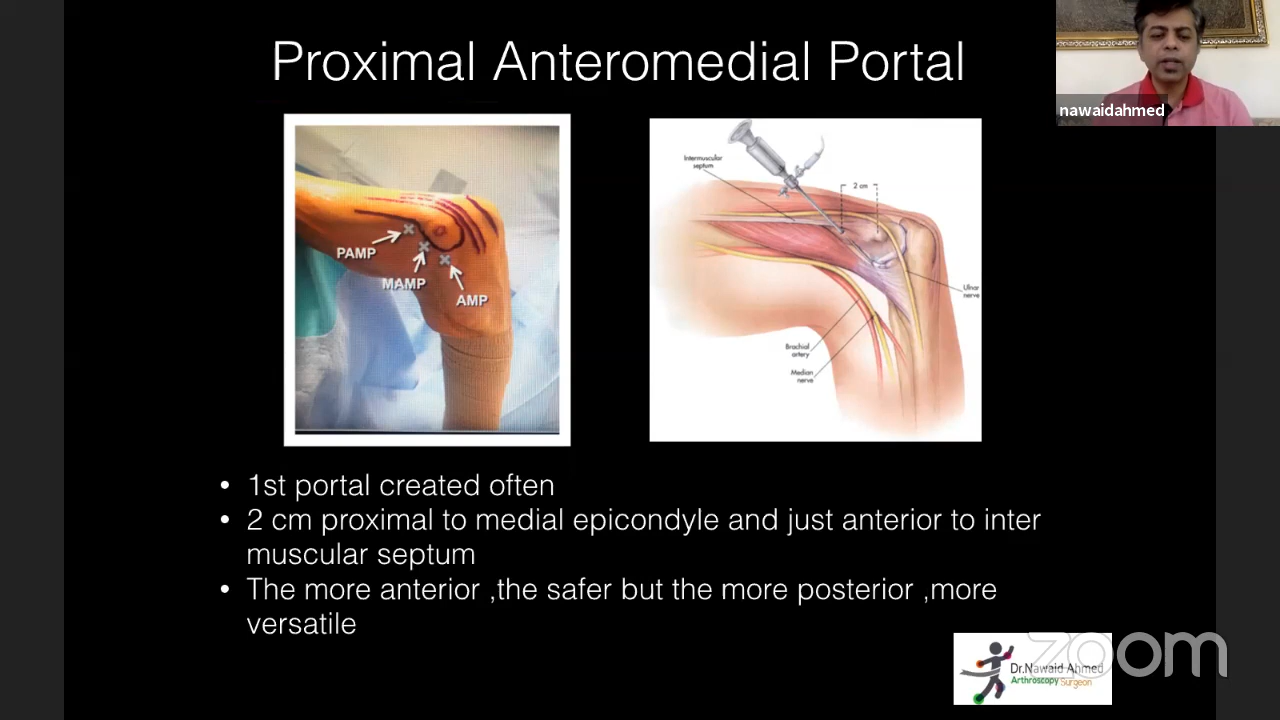 Proximal Anteromedial Portal
nawaidahmed
PAMP
MAMP
AMP
Intermuscular
septum
2 cm
Ulnar
nerve
Brachial
artery
Median
nerve
• 1st portal created often
• 2 cm proximal to medial epicondyle and just anterior to inter
muscular septum
• The more anterior ,the safer but the more posterior ,more
versatile
zoom
Dr.Nawaid Ahmed
Arthroscopy Surgeon